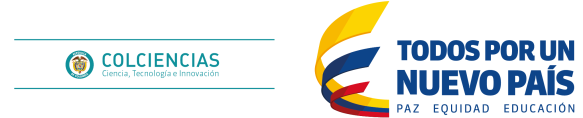 COLCIENCIAS
Ciencia, Tecnología e Innovación
TODOS POR UN
NUEVO PAÍS
PAZ EQUIDAD EDUCACIÓN